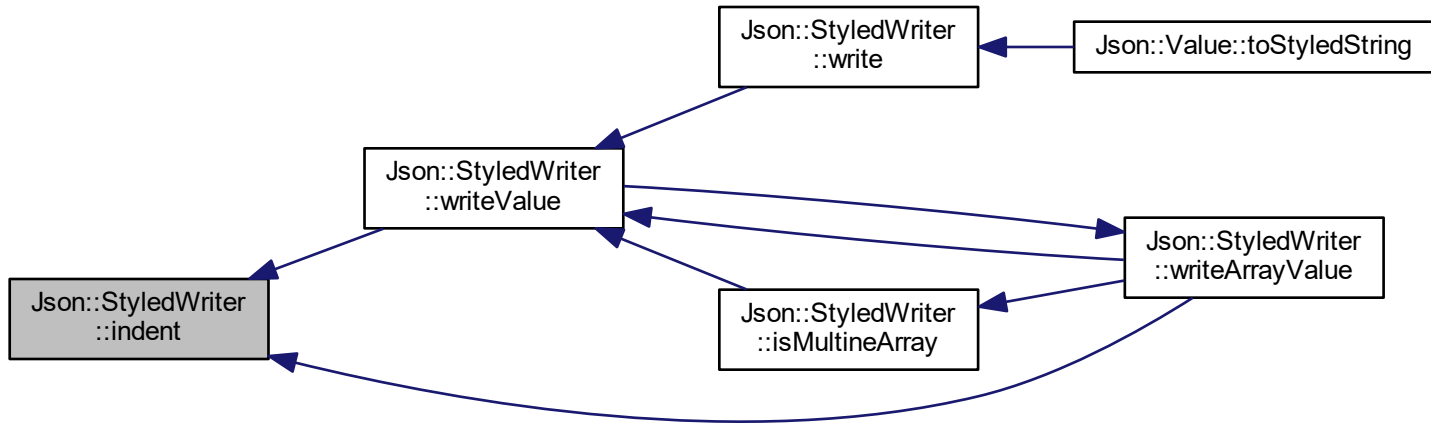 Json::StyledWriter
::write
Json::Value::toStyledString
Json::StyledWriter
::writeValue
Json::StyledWriter
::writeArrayValue
Json::StyledWriter
::indent
Json::StyledWriter
::isMultineArray